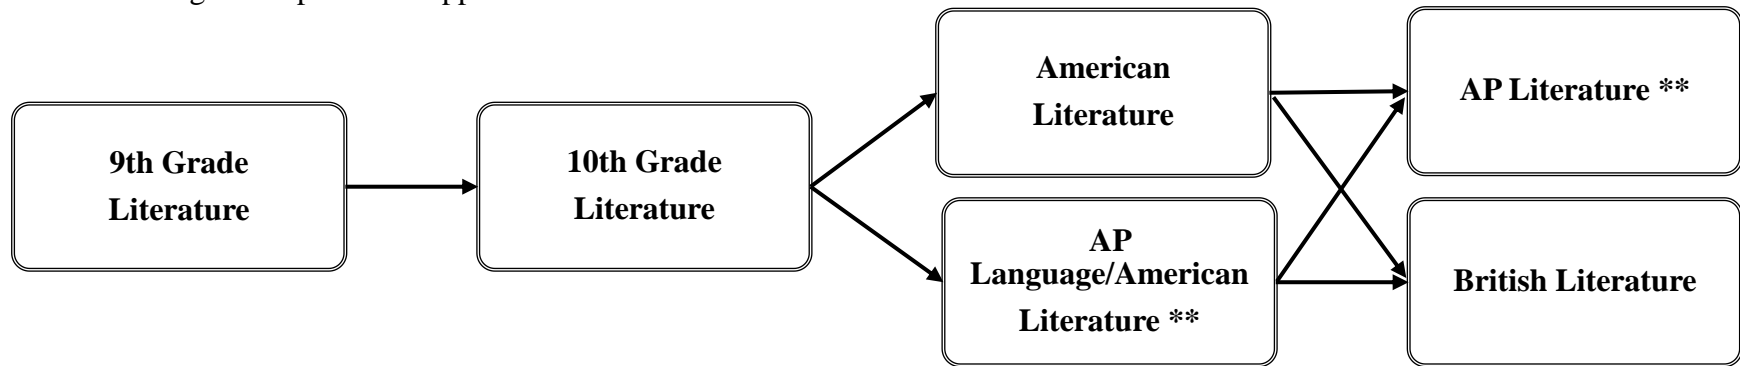 American
Literature
AP Literature **
9th Grade
Literature
10th Grade
Literature
AP
Language/American
Literature **
British Literature